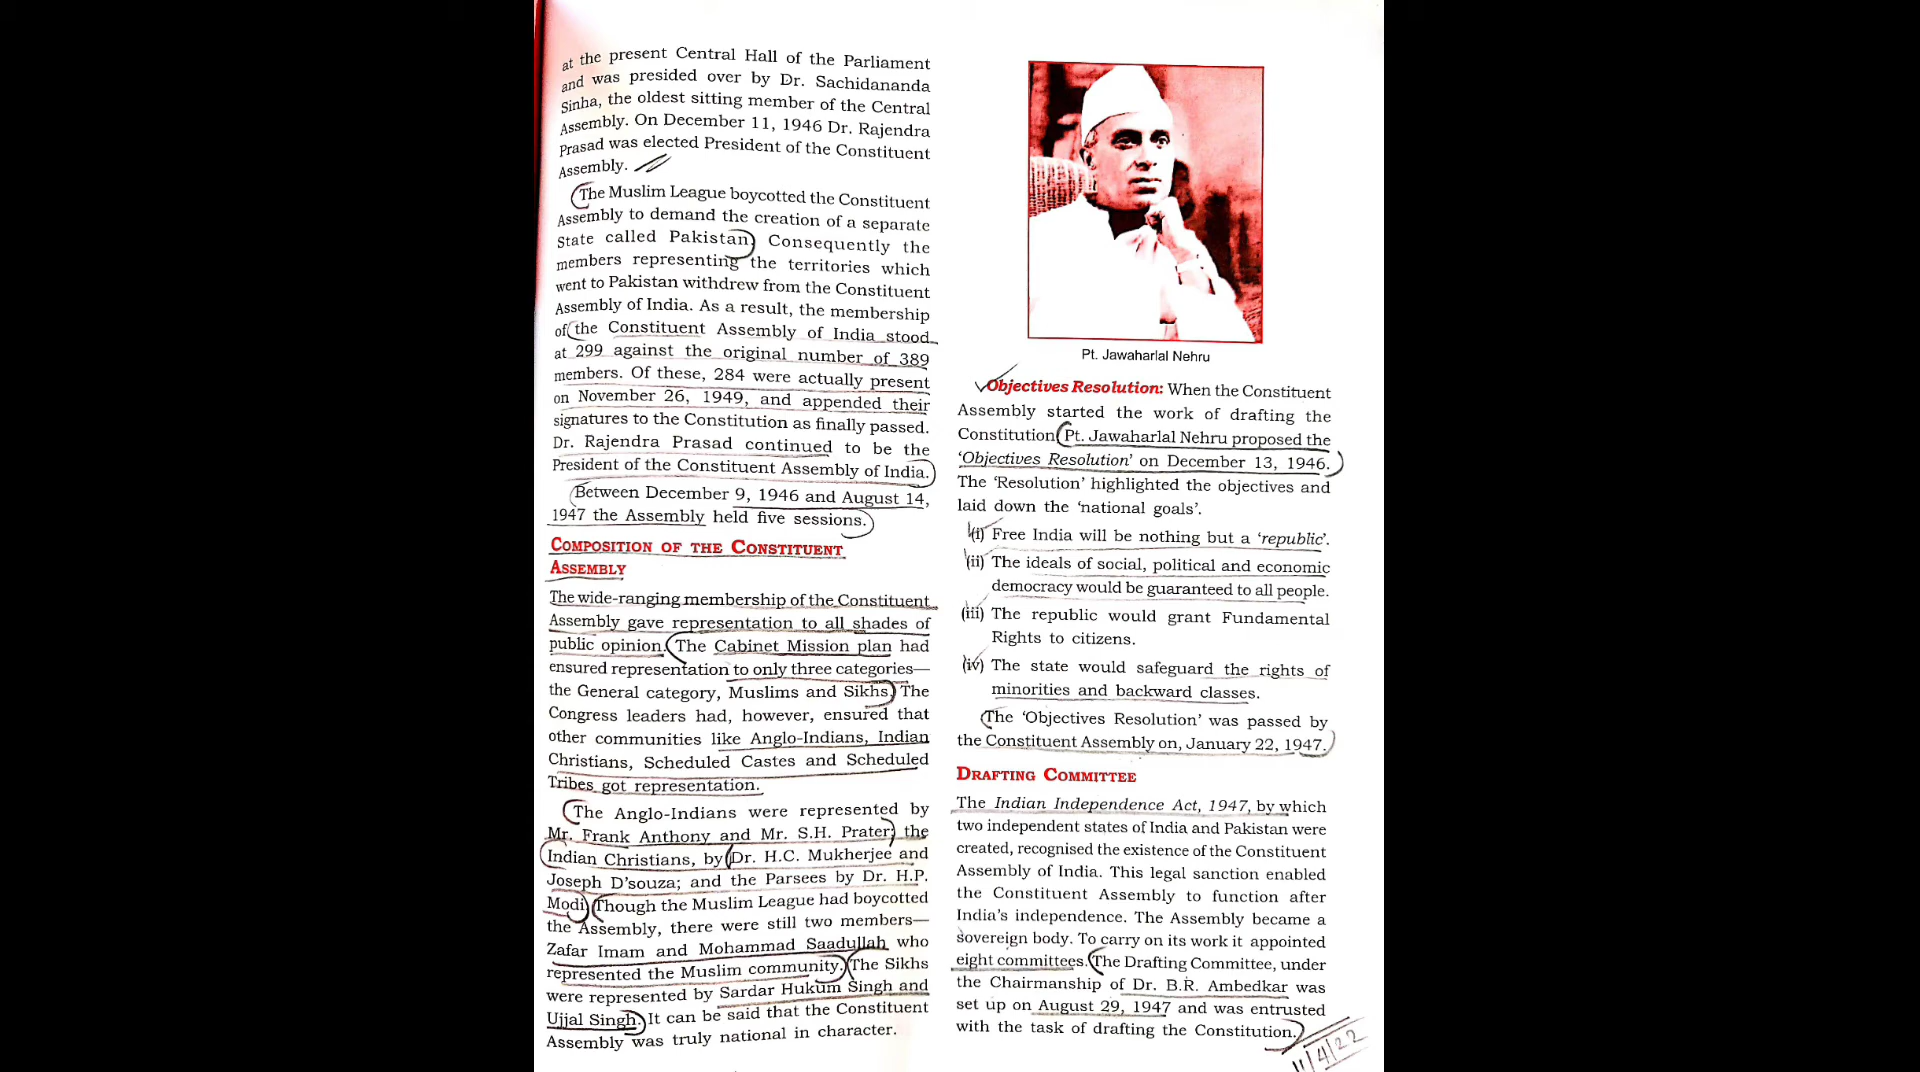 at the present Central Hall of the Parliament
and was presided over by Dr. Sachidananda
Sinha, the oldest sitting member of the Central
Assembly. On December 11, 1946 Dr. Rajendra
Prasad was elected President of the Constituent
Assembly.
The Muslim League boycotted the Constituent
Assembly to demand the creation of a separate
State called Pakistan. Consequently the
members representing the territories which
went to Pakistan withdrew from the Constituent
Assembly of India. As a result, the membership
of the Constituent Assembly of India stood
at 299 against the original number of 389
members. Of these, 284 were actually present
on November 26, 1949, and appended their
signatures to the Constitution as finally passed.
Dr. Rajendra Prasad continued to be the
President of the Constituent Assembly of India.
Between December 9, 1946 and August 14,
1947 the Assembly held five sessions.
COMPOSITION OF THE CONSTITUENT
ASSEMBLY
The wide-ranging membership of the Constituent
Assembly gave representation to all shades of
public opinion. The Cabinet Mission plan had
ensured representation to only three categories—
the General category, Muslims and Sikhs. The
Congress leaders had, however, ensured that
other communities like Anglo-Indians, Indian
Christians, Scheduled Castes and Scheduled
Tribes got representation.
The Anglo-Indians were represented by
Mr. Frank Anthony and Mr. S.H. Prater; the
Indian Christians, by Dr. H.C. Mukherjee and
Joseph D'souza; and the Parsees by Dr. H.P.
Modi. Though the Muslim League had boycotted
the Assembly, there were still two members—
Zafar Imam and Mohammad Saadullah who
represented the Muslim community. The Sikhs
were represented by Sardar Hukum Singh and
Ujjal Singh. It can be said that the Constituent
Assembly was truly national in character.
Pt. Jawaharlal Nehru
Objectives Resolution: When the Constituent
Assembly started the work of drafting the
Constitution Pt. Jawaharlal Nehru proposed the
'Objectives Resolution' on December 13, 1946.
The 'Resolution' highlighted the objectives and
laid down the 'national goals'.
(i) Free India will be nothing but a 'republic'.
(ii) The ideals of social, political and economic
democracy would be guaranteed to all people.
(iii) The republic would grant Fundamental
Rights to citizens.
(iv) The state would safeguard the rights of
minorities and backward classes.
The 'Objectives Resolution' was passed by
the Constituent Assembly on, January 22, 1947.
DRAFTING COMMITTEE
The Indian Independence Act, 1947, by which
two independent states of India and Pakistan were
created, recognised the existence of the Constituent
Assembly of India. This legal sanction enabled
the Constituent Assembly to function after
India's independence. The Assembly became a
sovereign body. To carry on its work it appointed
eight committees. The Drafting Committee, under
the Chairmanship of Dr. B.R. Ambedkar was
set up on August 29, 1947 and was entrusted
with the task of drafting the Constitution.
11/4/22